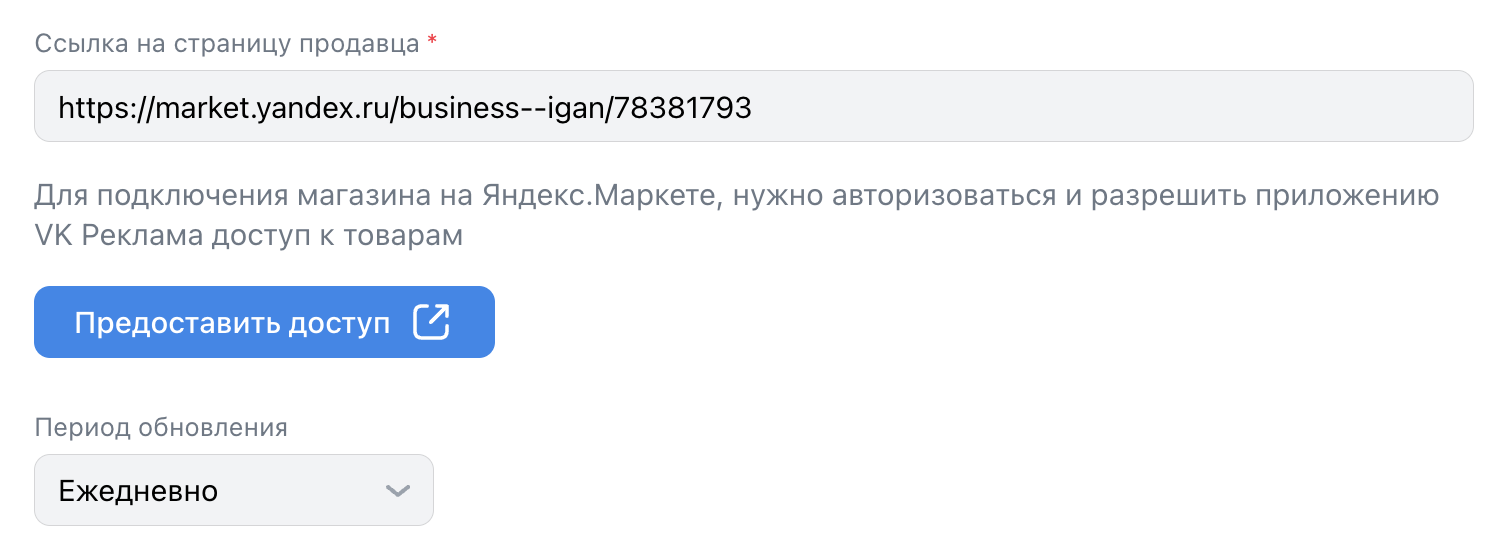 Ссылка на страницу продавца *
https://market.yandex.ru/business--igan/78381793
Для подключения магазина на Яндекс.Маркете, нужно авторизоваться и разрешить приложению
VK Реклама доступ к товарам
Предоставить доступ
Период обновления
Ежедневно